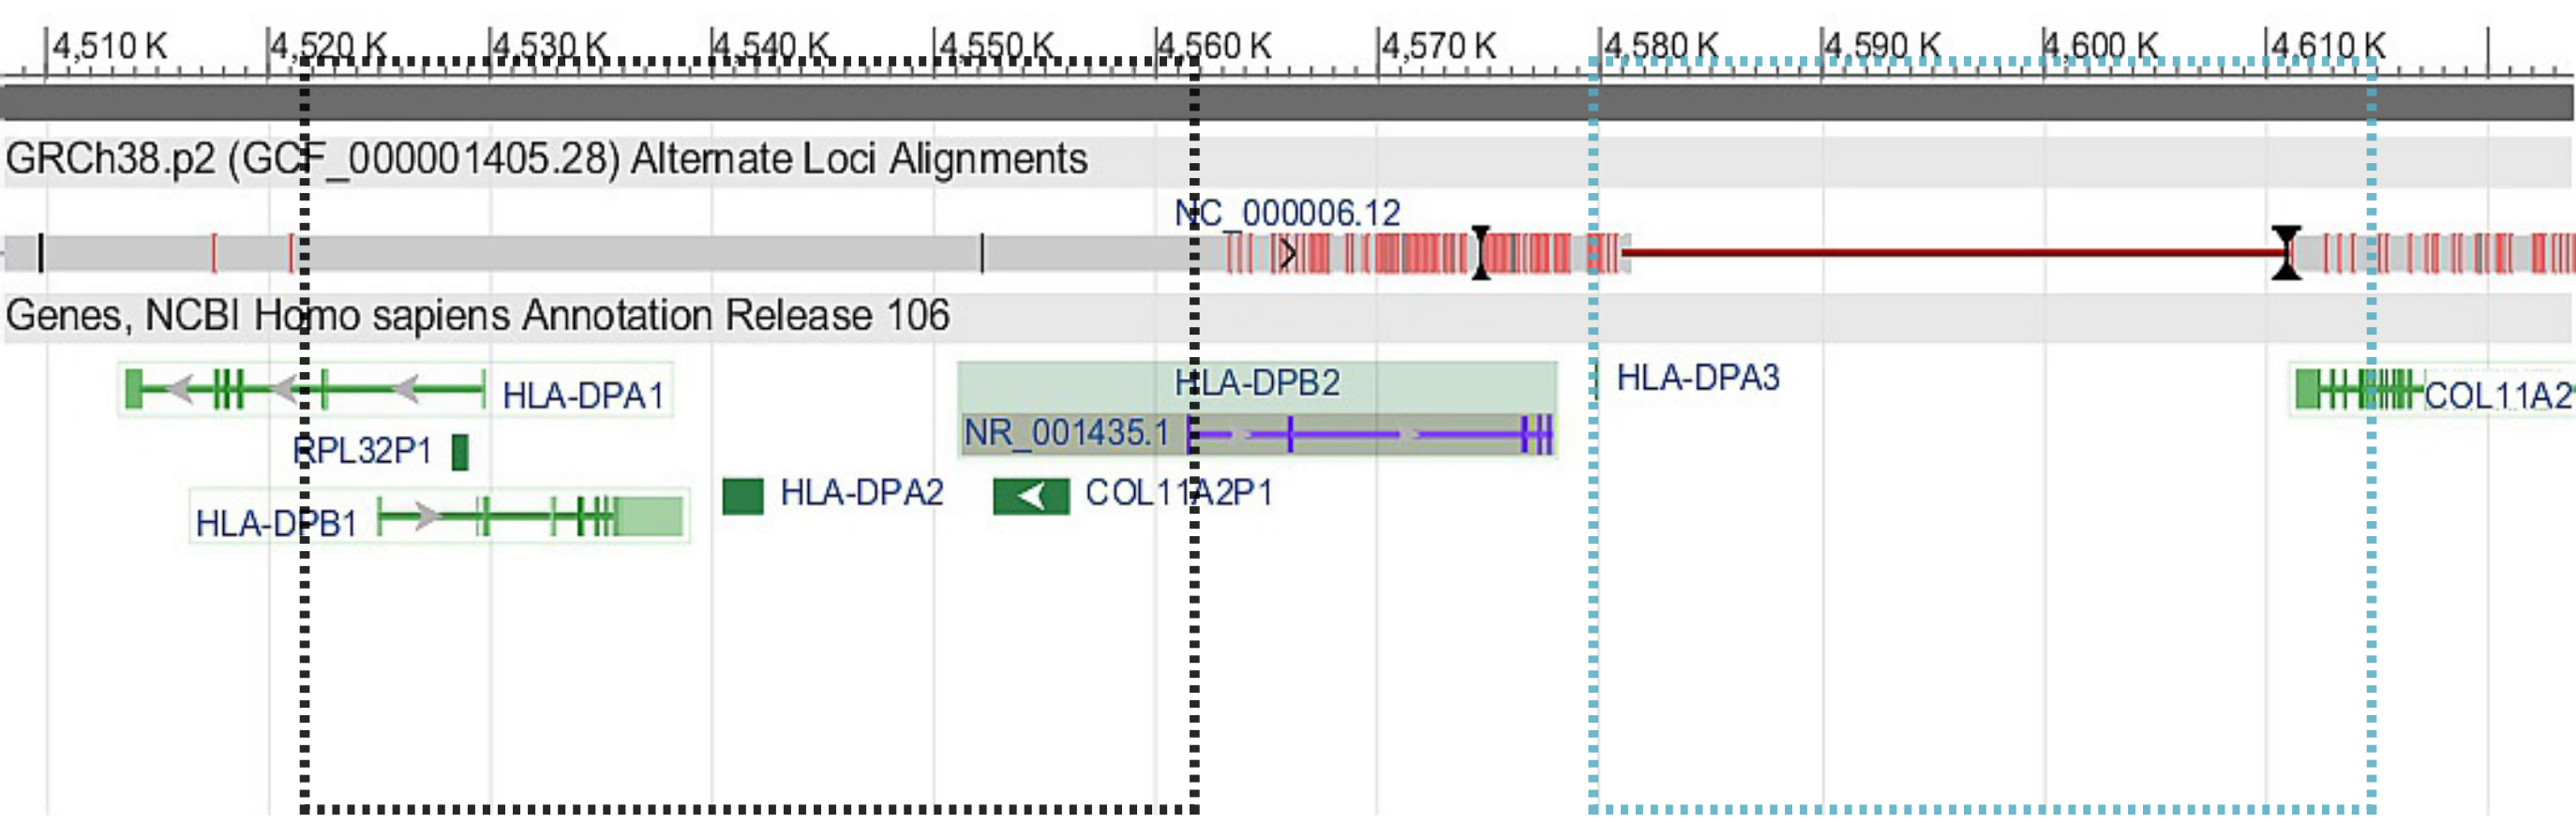 4,510 K 4,520 K 4,530 K 4,540 K 4,550 K 4,560 K 4,570 K 4,580 K 4,590 K 4,600 K 4,610 K
GRCh38.p2 (GCF_000001405.28) Alternate Loci Alignments
NC_000006.12
Genes, NCBI Homo sapiens Annotation Release 106
HLA-DPA1 HLA-DPB2 HLA-DPA3 COL11A2
RPL32P1 NR_001435.1
HLA-DPB1 HLA-DPA2 COL11A2P1